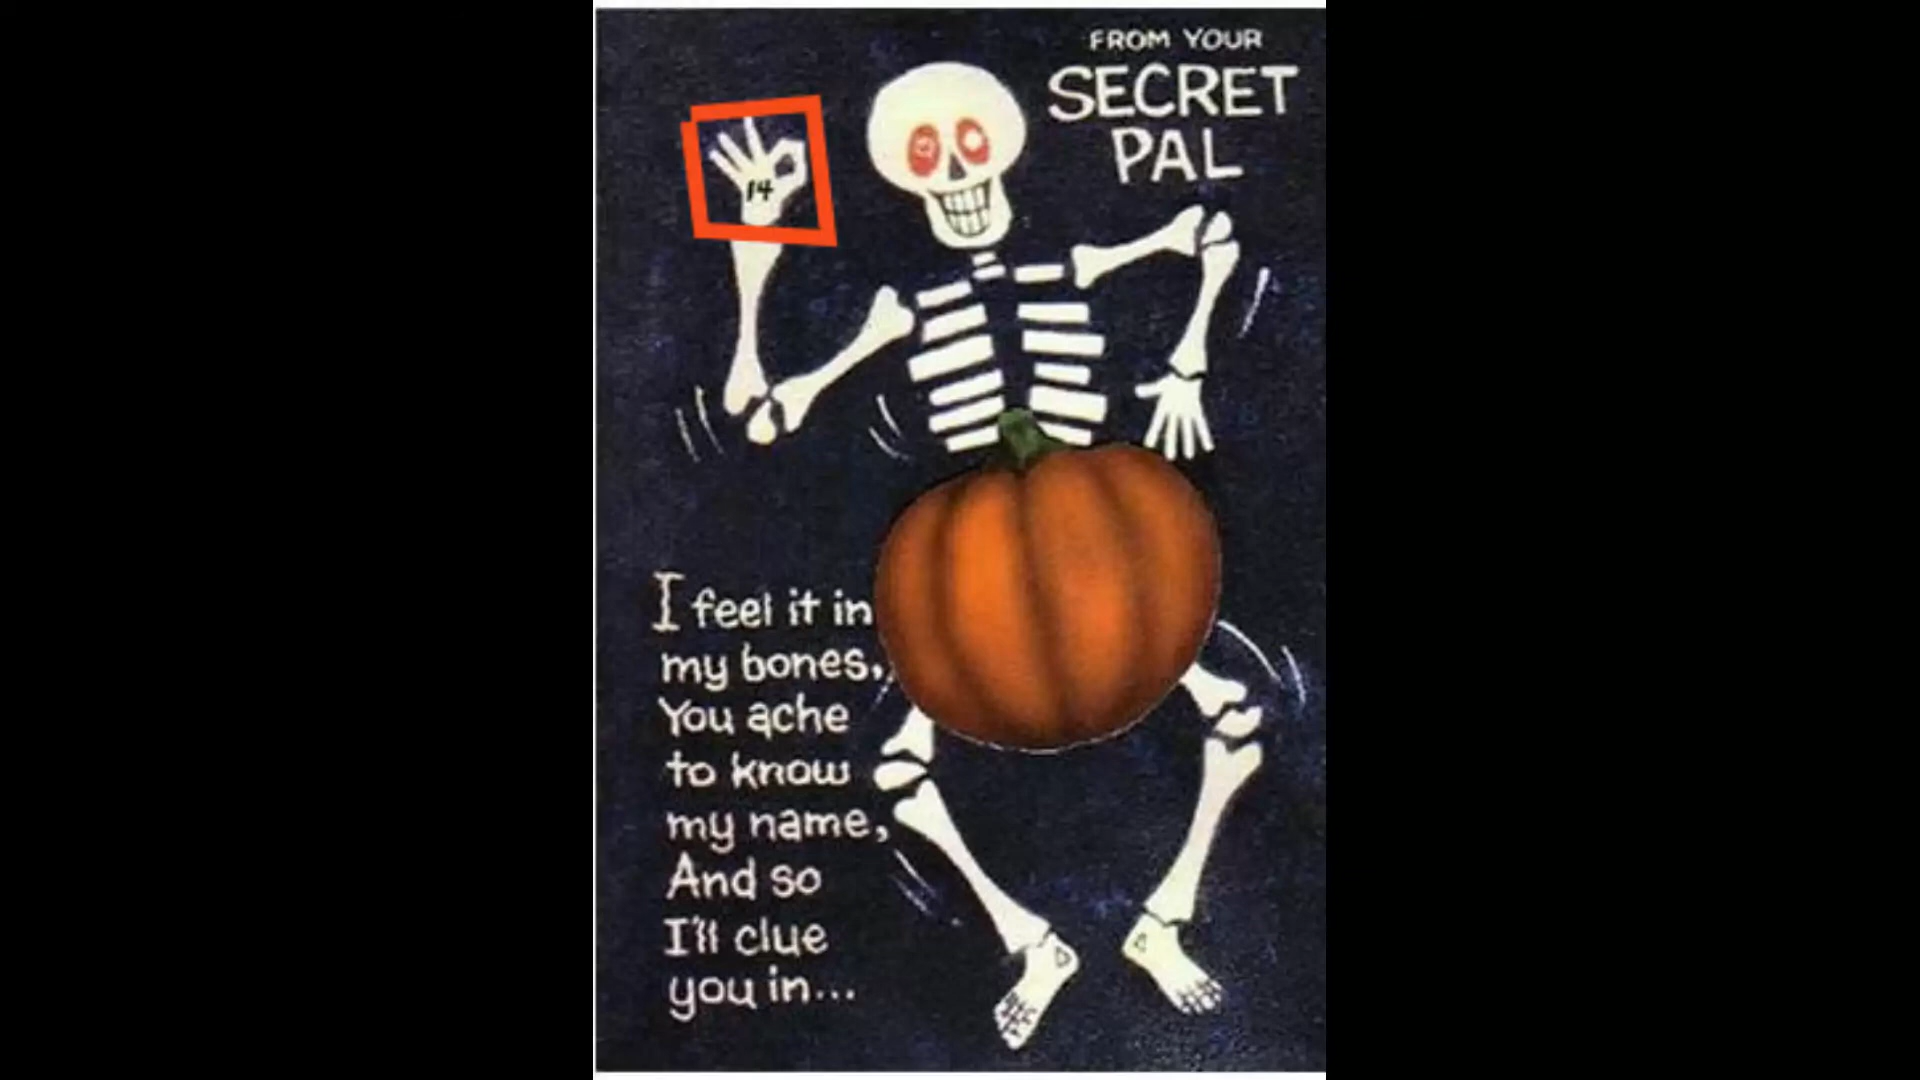 FROM YOUR
SECRET
PAL
14
I feel it in
my bones,
You ache
to know
my name,
And so
I'll clue
you in...